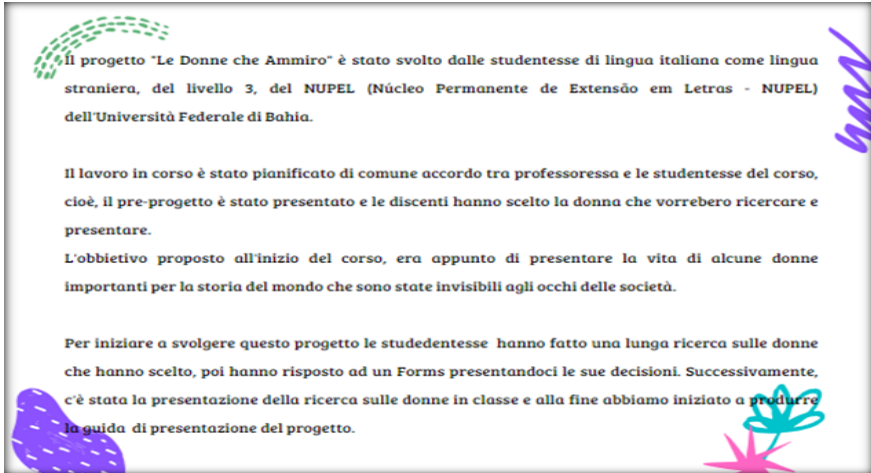 Il progetto "Le Donne che Ammiro" è stato svolto dalle studentesse di lingua italiana come lingua
straniera, del livello 3, del NUPEL (Núcleo Permanente de Extensão em Letras - NUPEL)
dell'Università Federale di Bahia.
Il lavoro in corso è stato pianificato di comune accordo tra professoressa e le studentesse del corso,
cioè, il pre-progetto è stato presentato e le discenti hanno scelto la donna che vorrebero ricercare e
presentare.
L'obbietivo proposto all'inizio del corso, era appunto di presentare la vita di alcune donne
importanti per la storia del mondo che sono state invisibili agli occhi delle società.
Per iniziare a svolgere questo progetto le studedentesse hanno fatto una lunga ricerca sulle donne
che hanno scelto, poi hanno risposto ad un Forms presentandoci le sue decisioni. Successivamente,
c'è stata la presentazione della ricerca sulle donne in classe e alla fine abbiamo iniziato a produrre
la guida di presentazione del progetto.